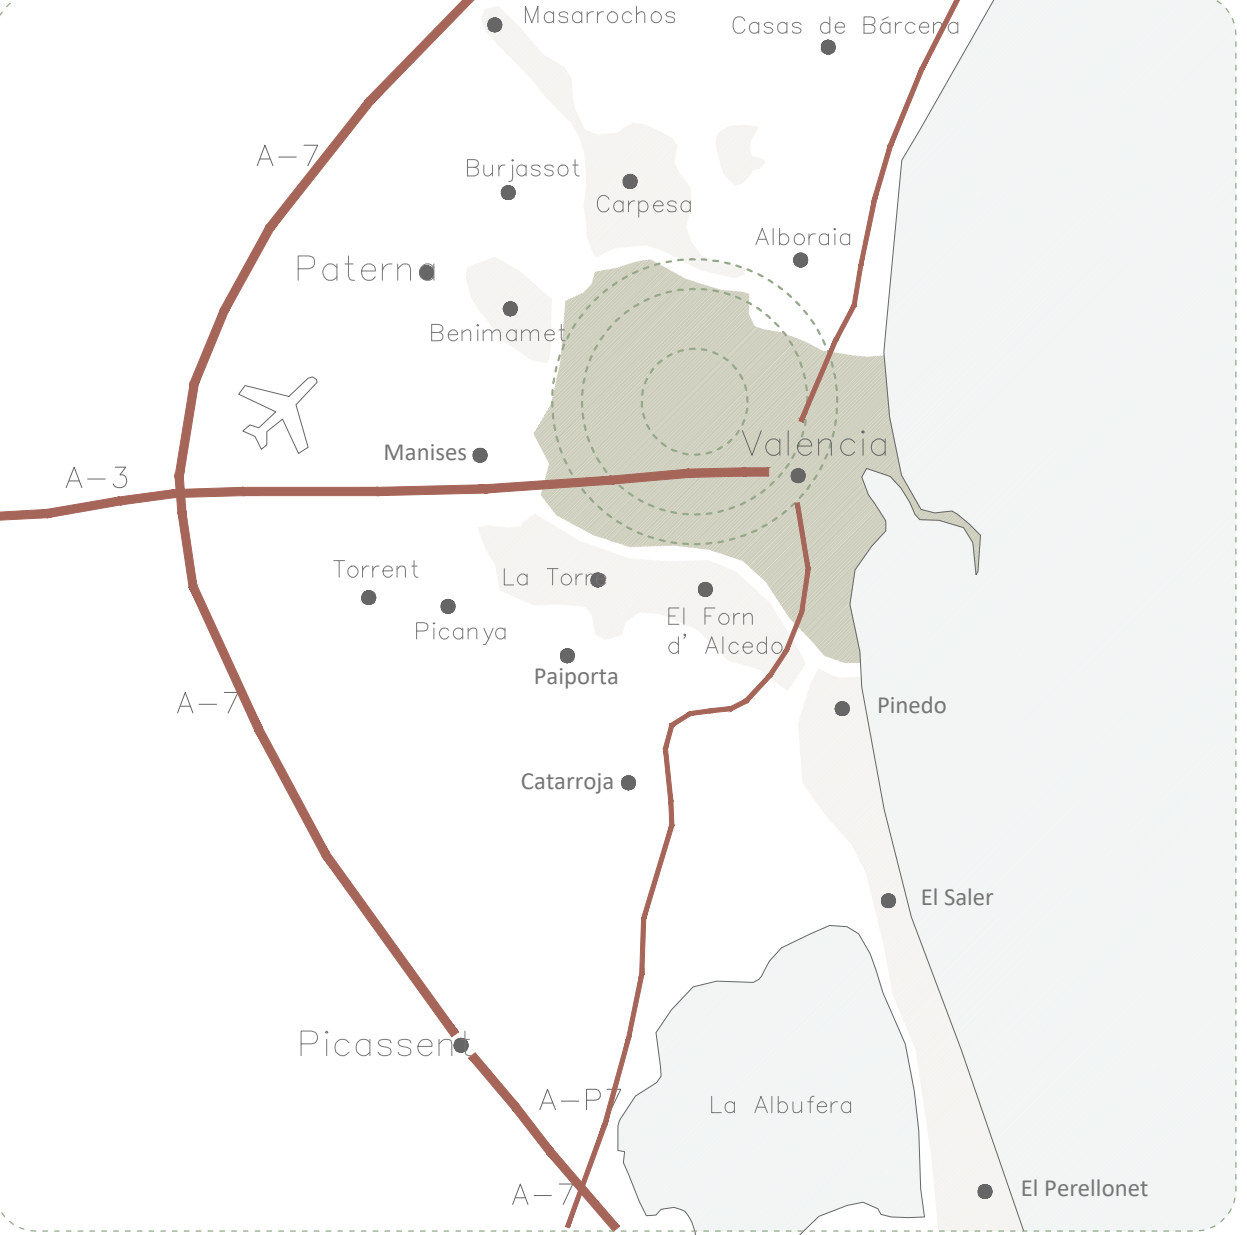 Masarrochos
Casas de Bárcena
A-7
Burjassot
Carpesa
Alboraia
Paterna
Benimamet
Valencia
Manises
A-3
Torrent
La Torre
Picanya
El Forn
d' Alcedo
Paiporta
A-7
Pinedo
Catarroja
El Saler
Picassent
A-P7
La Albufera
A-7
El Perellonet